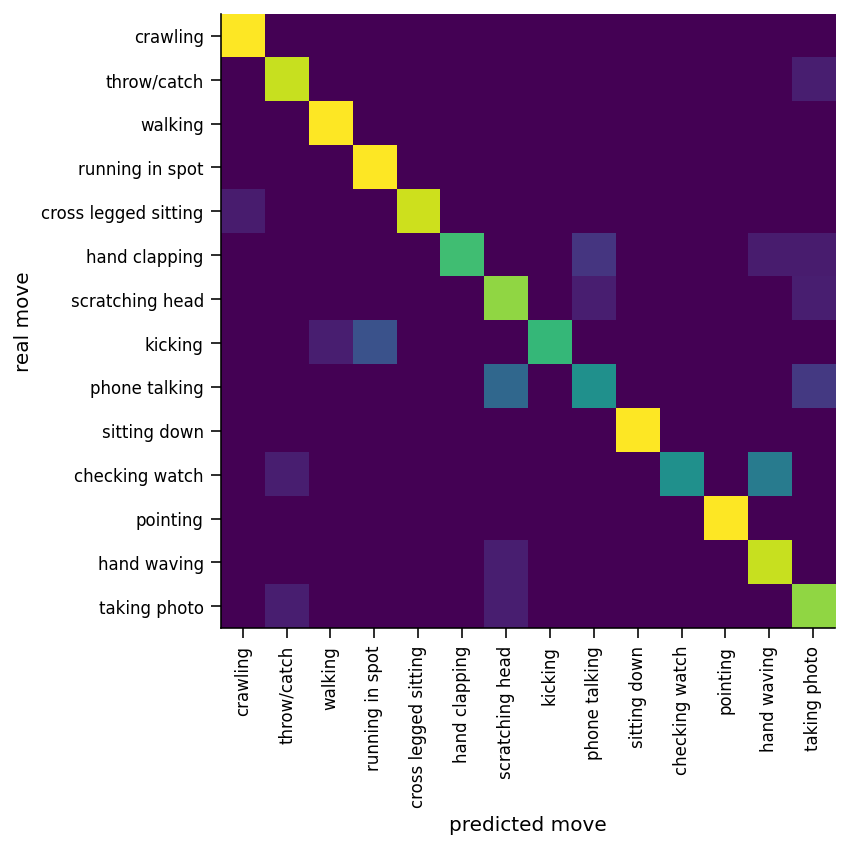 crawling
throw/catch
walking
running in spot
cross legged sitting
hand clapping
scratching head
kicking
phone talking
sitting down
checking watch
pointing
hand waving
taking photo
real move
crawling
throw/catch
walking
running in spot
cross legged sitting
hand clapping
scratching head
kicking
phone talking
sitting down
checking watch
pointing
hand waving
taking photo
predicted move